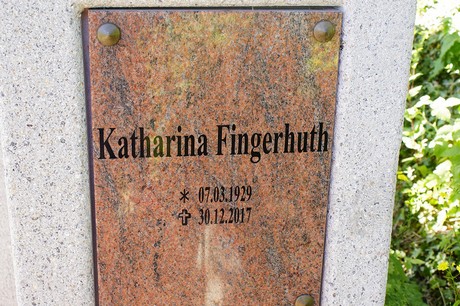 Katharina Fingerhuth
* 07.03.1929
✝ 30.12.2017